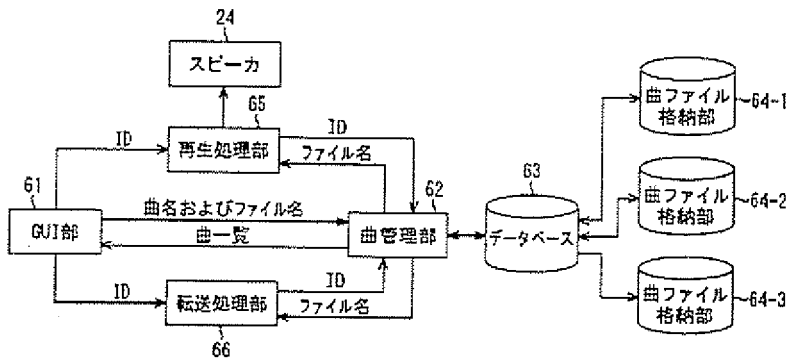 24
スピーカ
65
ID
再生処理部
ID
ファイル名
61
GUI部
曲名およびファイル名
曲一覧
62
曲管理部
63
データベース
ID
転送処理部
66
ID
ファイル名
曲ファイル
格納部
64-1
曲ファイル
格納部
64-2
曲ファイル
格納部
64-3